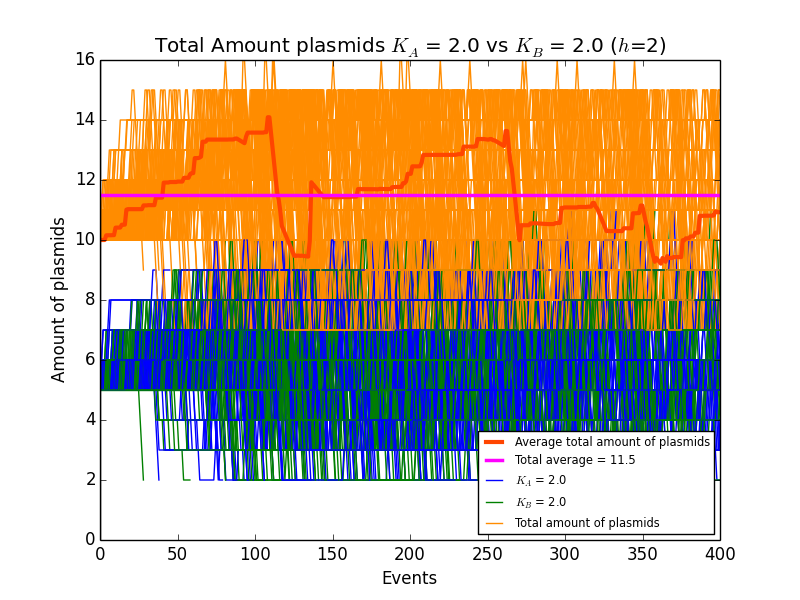 Total Amount plasmids K_A = 2.0 vs K_B = 2.0 (h=2)
16
14
12
10
8
6
4
2
0
Amount of plasmids
Average total amount of plasmids
Total average = 11.5
K_A = 2.0
K_B = 2.0
Total amount of plasmids
0 50 100 150 200 250 300 350 400
Events